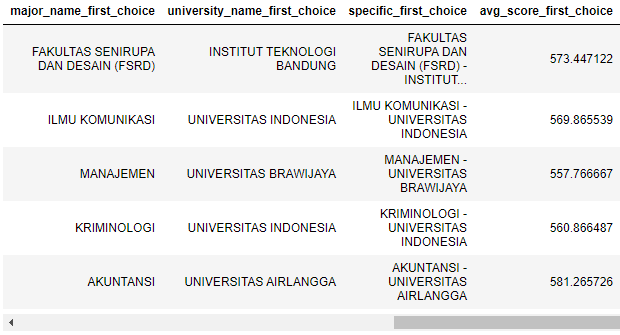 major_name_first_choice university_name_first_choice specific_first_choice avg_score_first_choice
FAKULTAS SENIRUPA DAN DESAIN (FSRD)
INSTITUT TEKNOLOGI BANDUNG
FAKULTAS SENIRUPA DAN DESAIN (FSRD) - INSTITUT...
573.447122
ILMU KOMUNIKASI
UNIVERSITAS INDONESIA
ILMU KOMUNIKASI - UNIVERSITAS INDONESIA
569.865539
MANAJEMEN
UNIVERSITAS BRAWIJAYA
MANAJEMEN - UNIVERSITAS BRAWIJAYA
557.766667
KRIMINOLOGI
UNIVERSITAS INDONESIA
KRIMINOLOGI - UNIVERSITAS INDONESIA
560.866487
AKUNTANSI
UNIVERSITAS AIRLANGGA
AKUNTANSI - UNIVERSITAS AIRLANGGA
581.265726